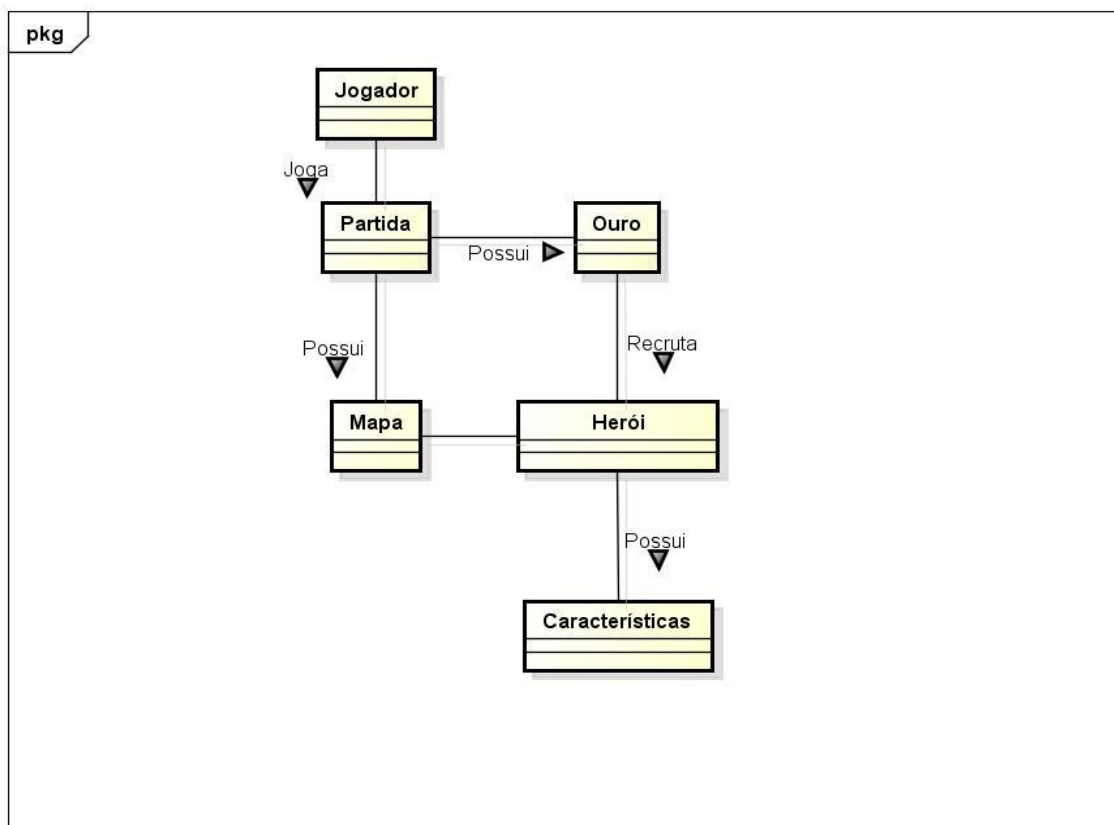 pkg
Jogador
Joga
Partida
Ouro
Possui
Possui
Recruta
Mapa
Herói
Possui
Características